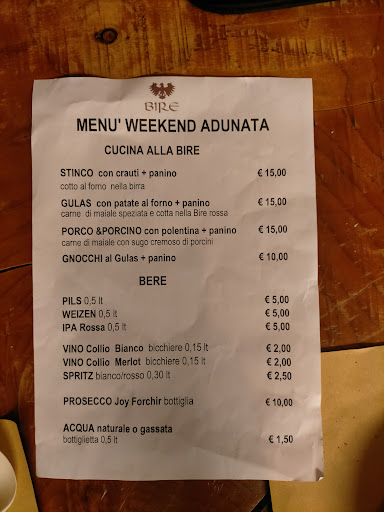 BIRE
MENU' WEEKEND ADUNATA
CUCINA ALLA BIRE
STINCO con crauti + panino € 15,00
cotto al forno nella birra
GULAS con patate al forno + panino € 15,00
carne di maiale speziata e cotta nella Bire rossa
PORCO &PORCINO con polentina + panino € 15,00
carne di maiale con sugo cremoso di porcini
GNOCCHI al Gulas + panino € 10,00
BERE
PILS 0,5 lt € 5,00
WEIZEN 0,5 lt € 5,00
IPA Rossa 0,5 lt € 5,00
VINO Collio Bianco bicchiere 0,15 lt € 2,00
VINO Collio Merlot bicchiere 0,15 lt € 2,00
SPRITZ bianco/rosso 0,30 lt € 2,50
PROSECCO Joy Forchir bottiglia € 10,00
ACQUA naturale o gassata
bottiglietta 0,5 lt € 1,50